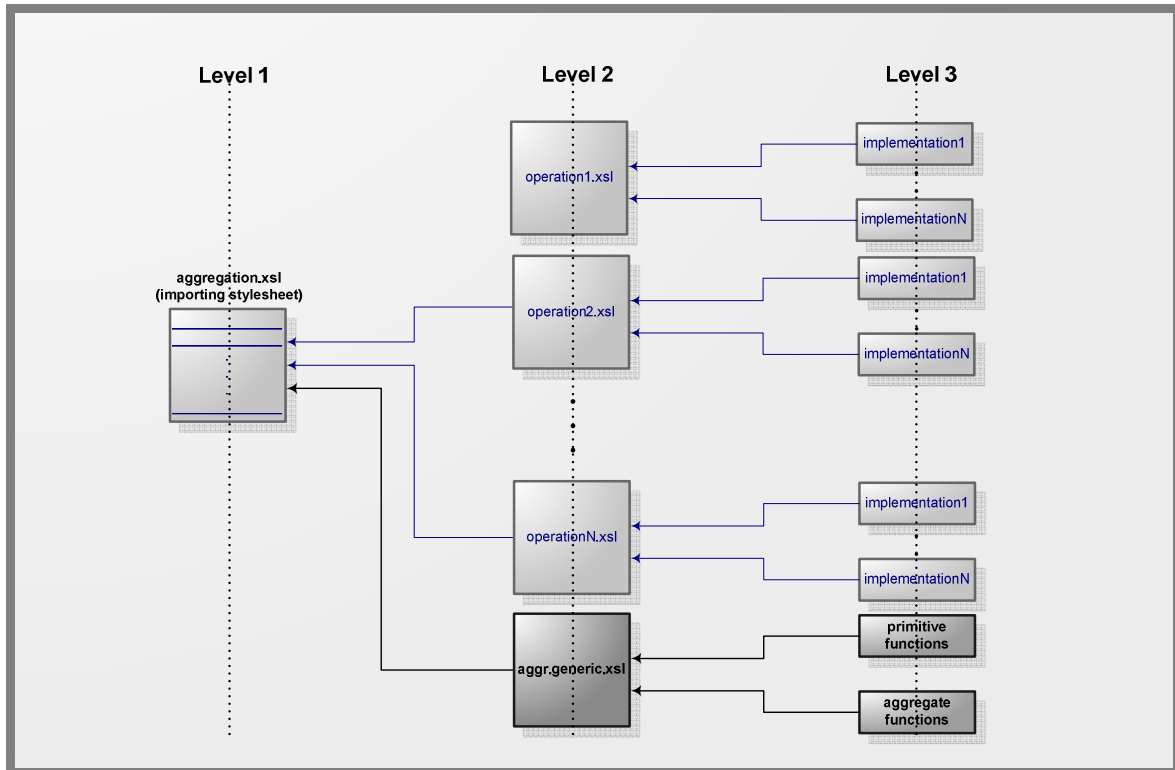 Level 1
Level 2
Level 3
aggregation.xsl
(importing stylesheet)
operation1.xsl
implementation1
implementationN
operation2.xsl
implementation1
implementationN
operationN.xsl
implementation1
implementationN
aggr.generic.xsl
primitive
functions
aggregate
functions